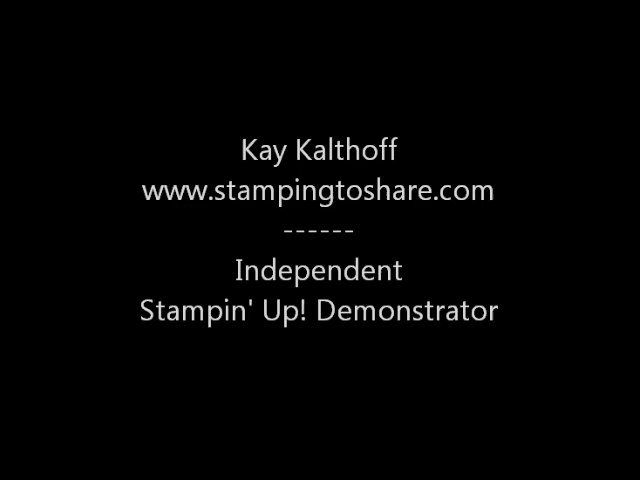 Kay Kalthoff
www.stampingtoshare.com
------
Independent
Stampin' Up! Demonstrator